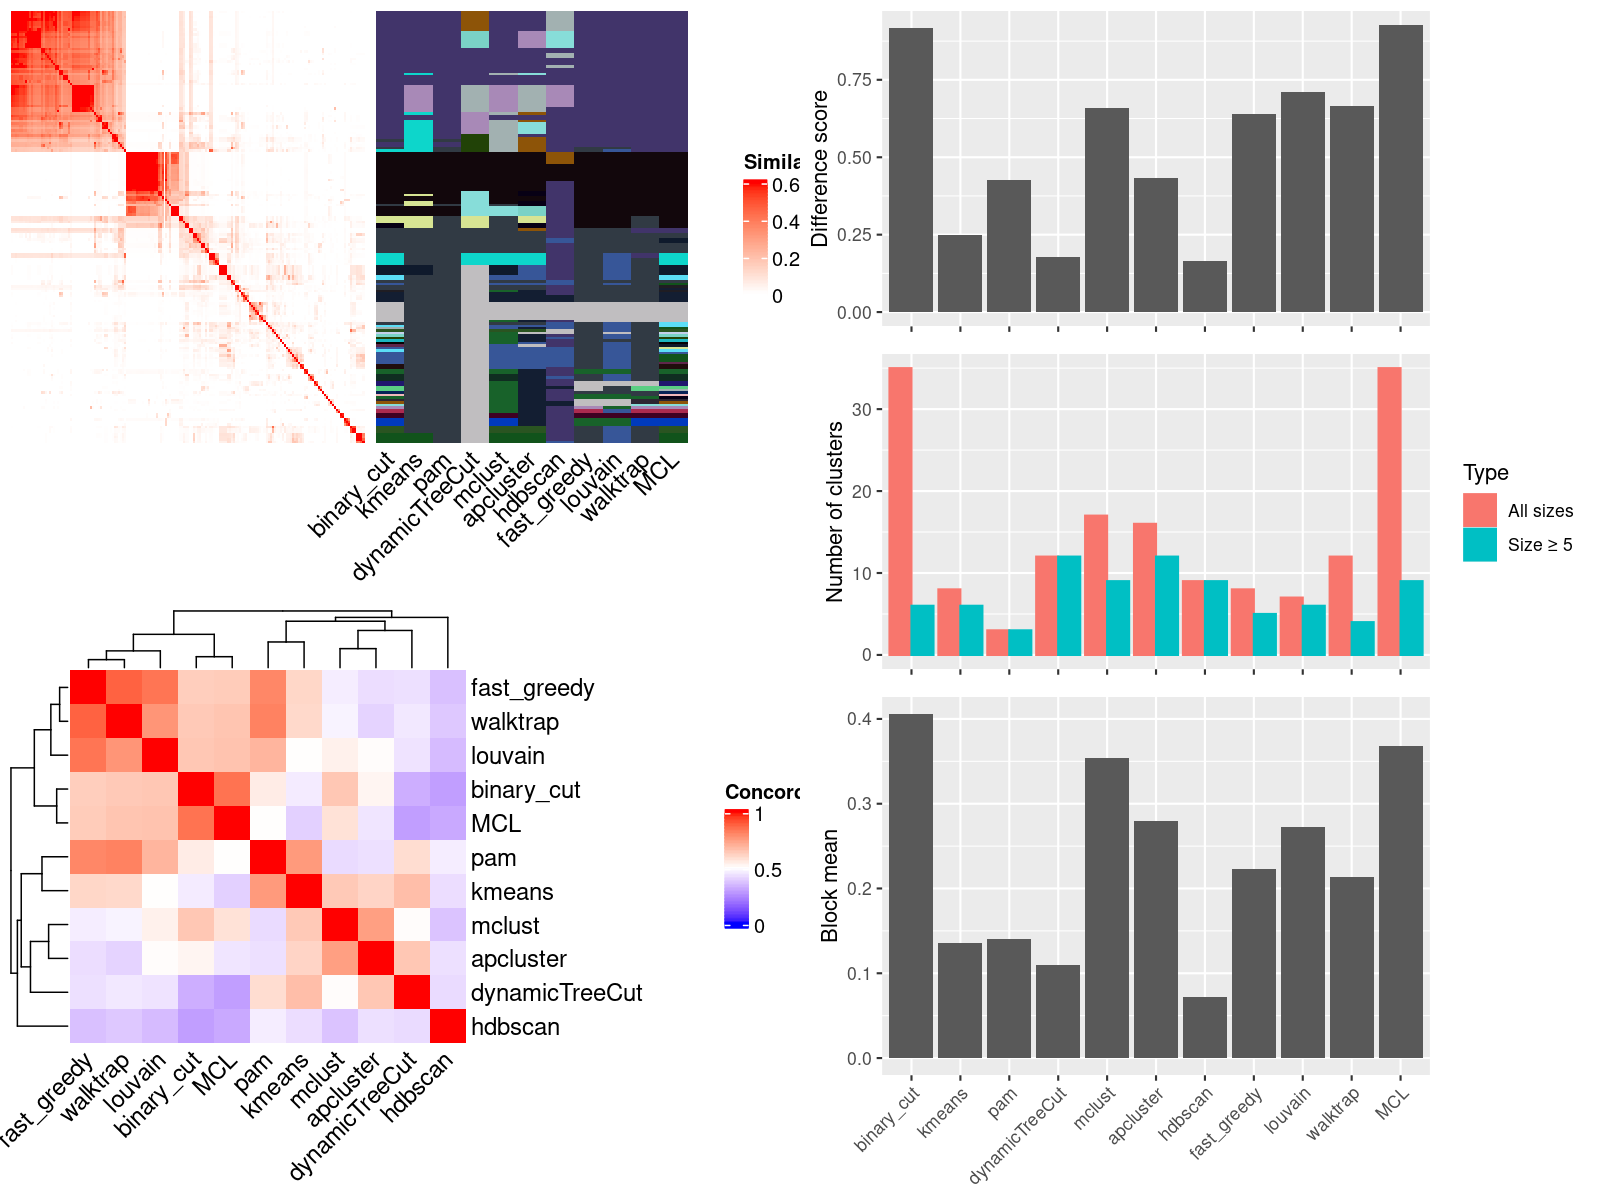 Simila
0.6
0.4
0.2
0
binary_cut
kmeans
pam
dynamicTreeCut
mclust
apcluster
hdbscan
fast_greedy
louvain
walktrap
MCL
Difference score
0.75
0.50
0.25
0.00
Number of clusters
30
20
10
0
Type
All sizes
Size ≥ 5
fast_greedy
walktrap
louvain
binary_cut
MCL
pam
kmeans
mclust
apcluster
dynamicTreeCut
hdbscan
fast_greedy
walktrap
louvain
binary_cut
MCL
pam
kmeans
mclust
apcluster
dynamicTreeCut
hdbscan
Concord
1
0.5
0
Block mean
0.4
0.3
0.2
0.1
0.0
binary_cut
kmeans
pam
dynamicTreeCut
mclust
apcluster
hdbscan
fast_greedy
louvain
walktrap
MCL